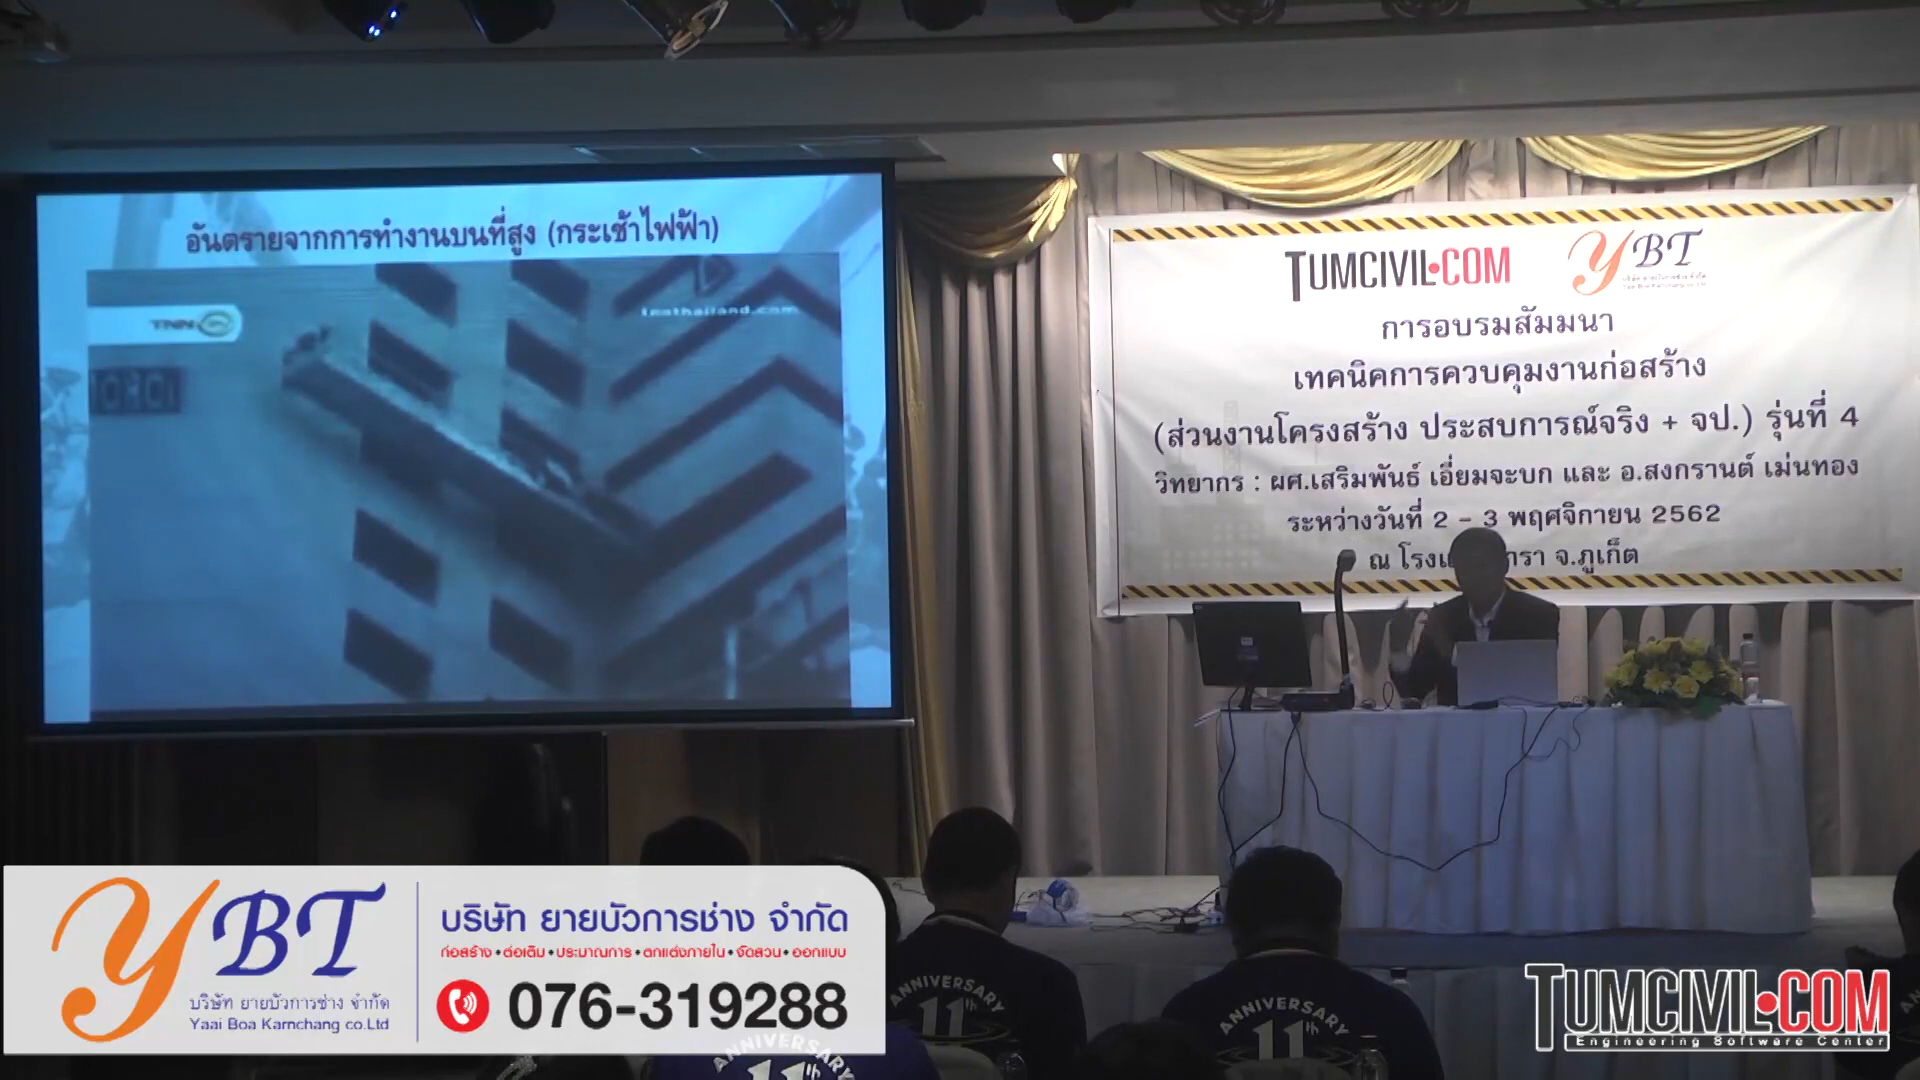 อันตรายจากการทำงานบนที่สูง (กระเช้าไฟฟ้า)
TNN
tnnthailand.com
TUMCIVIL.COM
YBT
การอบรมสัมมนา
เทคนิคการควบคุมงานก่อสร้าง
(ส่วนงานโครงสร้าง ประสบการณ์จริง + จป.) รุ่นที่ 4
วิทยากร : ผศ.เสริมพันธ์ เอี่ยมจะบก และ อ.สงกรานต์ เม่นทอง
ระหว่างวันที่ 2 - 3 พฤศจิกายน 2562
ณ จ.ภูเก็ต
YBT
บริษัท ยายบัวการช่าง จำกัด
Yaai Boa Karnchang co.Ltd
บริษัท ยายบัวการช่าง จำกัด
ก่อสร้าง • ต่อเติม • ประมาณการ • ตกแต่งภายใน • จัดสวน • ออกแบบ
076-319288
ANNIVERSARY
11th
ANNIVERSARY
11th
ANNIVERSARY
11th
TUMCIVIL.COM
Engineering Software Center